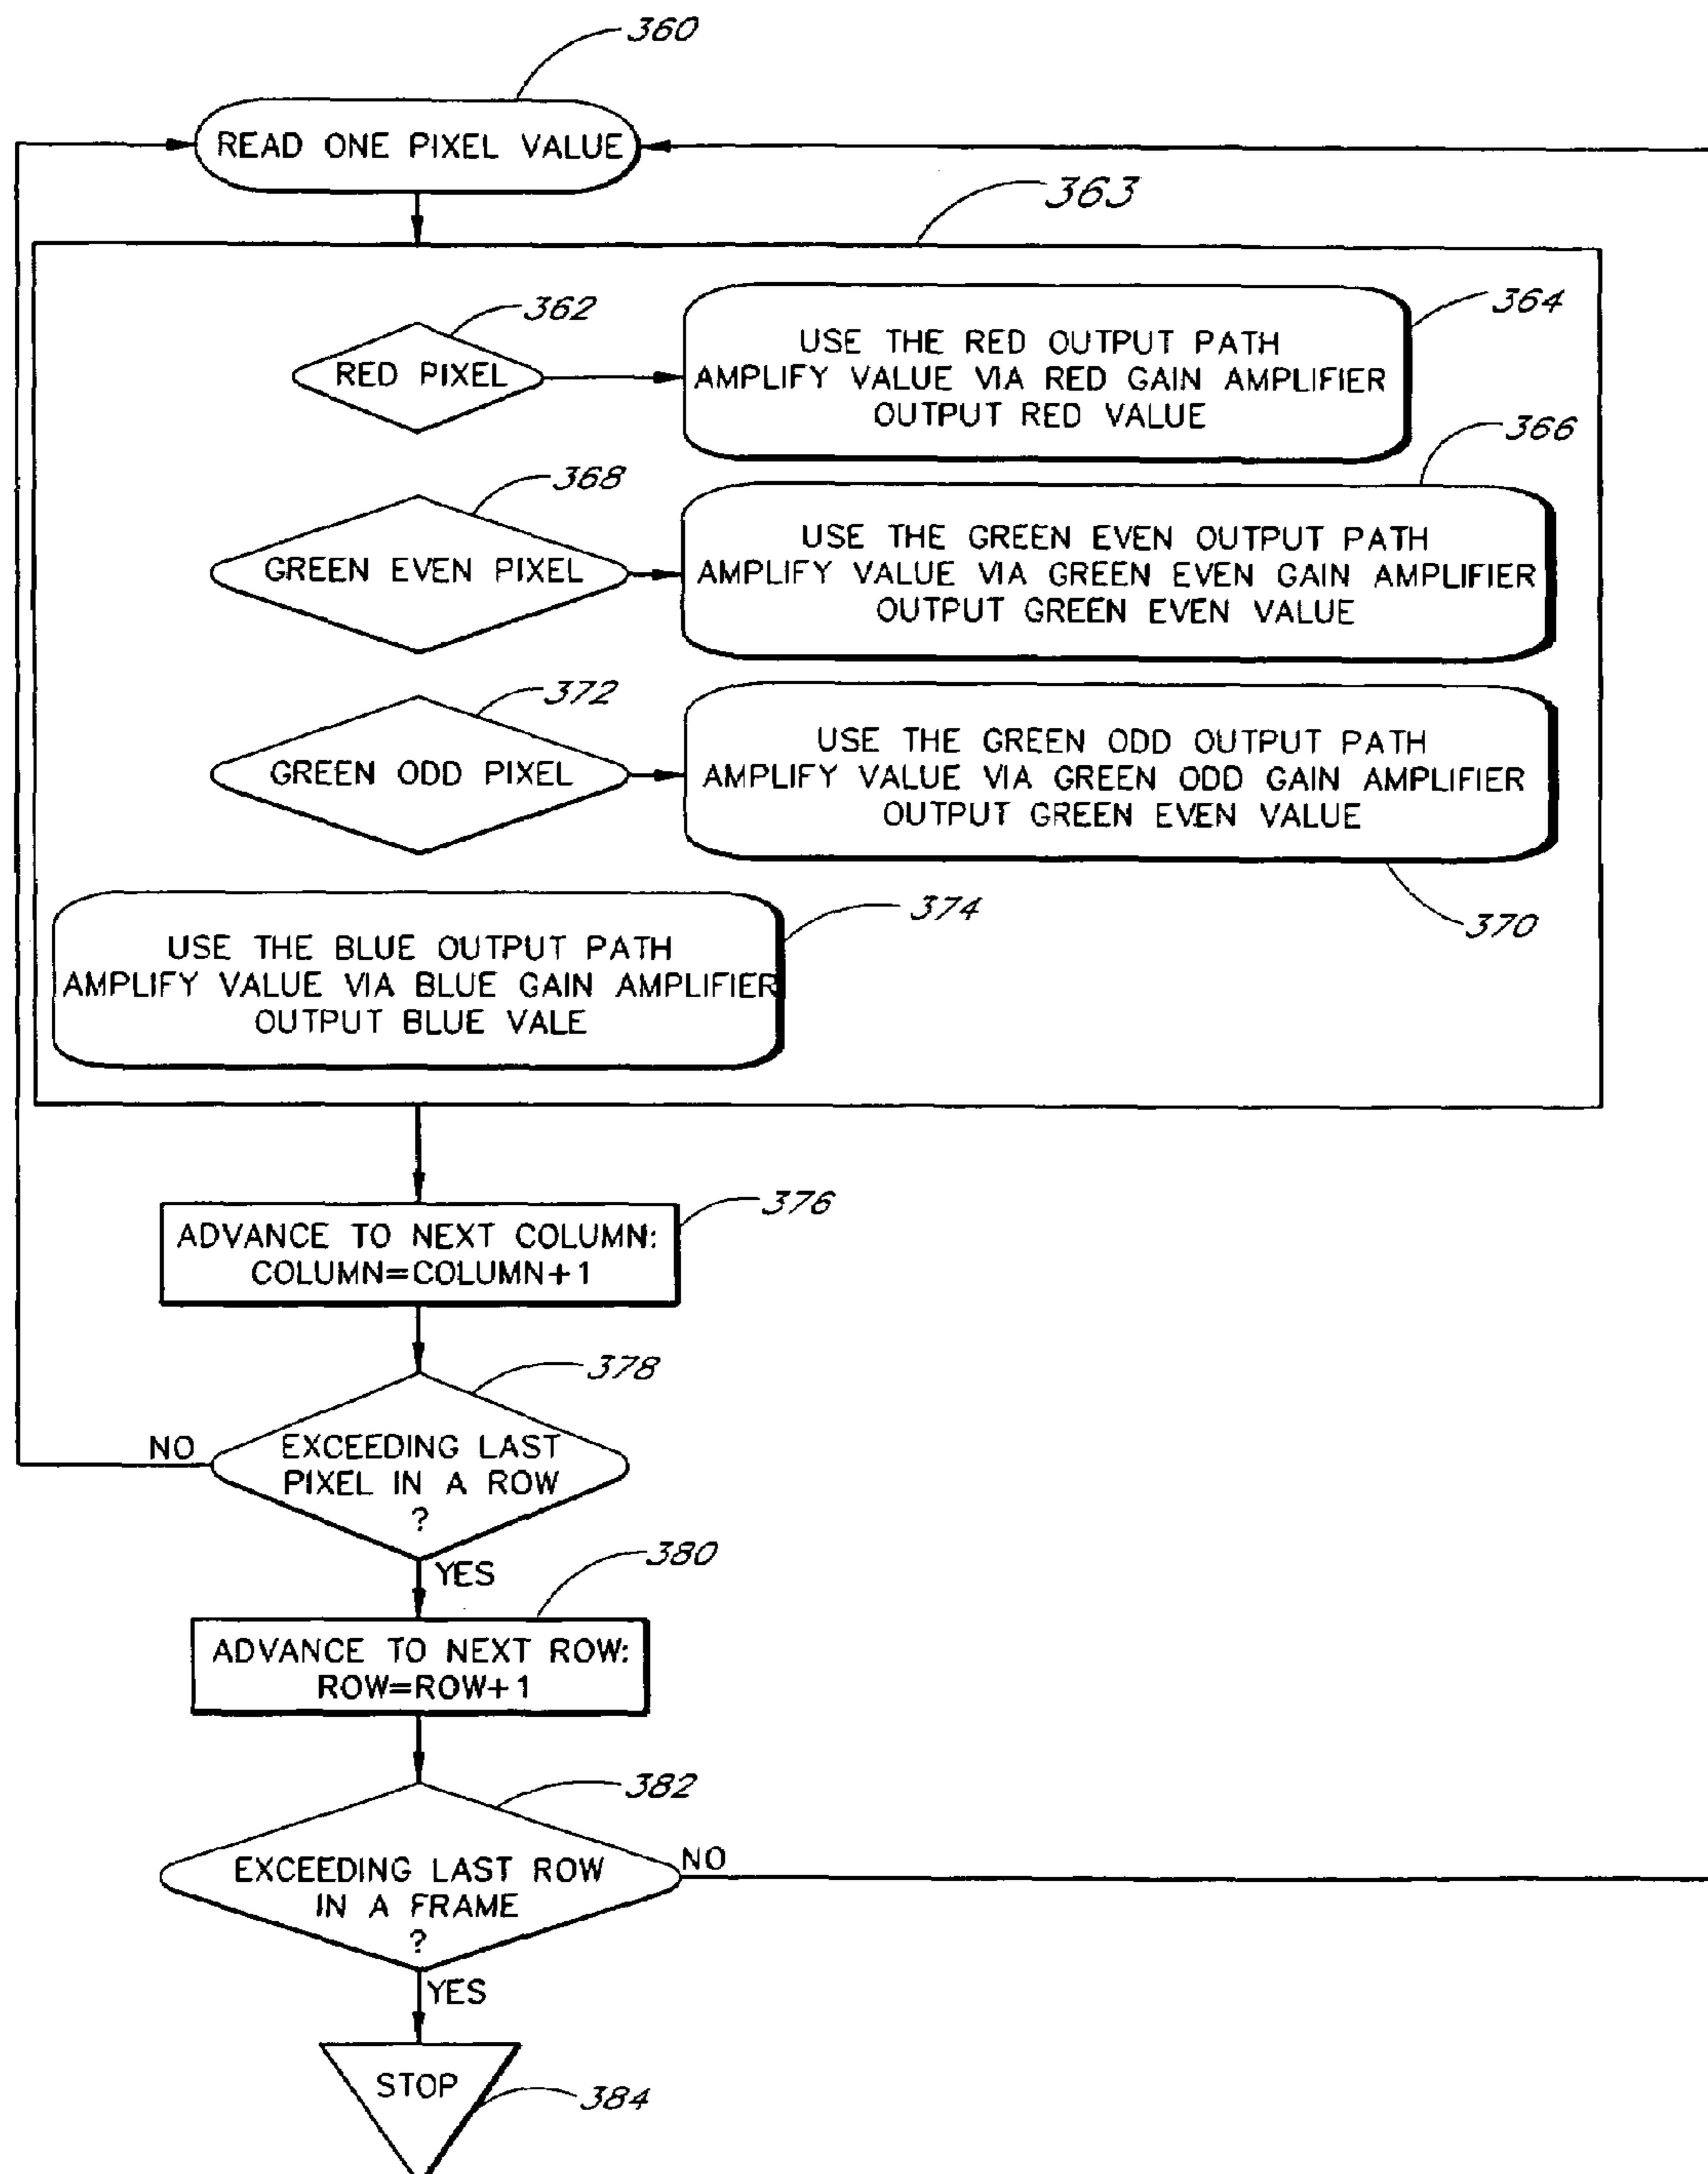 360
READ ONE PIXEL VALUE
363
362
RED PIXEL
364
USE THE RED OUTPUT PATH
AMPLIFY VALUE VIA RED GAIN AMPLIFIER
OUTPUT RED VALUE
368
GREEN EVEN PIXEL
366
USE THE GREEN EVEN OUTPUT PATH
AMPLIFY VALUE VIA GREEN EVEN GAIN AMPLIFIER
OUTPUT GREEN EVEN VALUE
372
GREEN ODD PIXEL
USE THE GREEN ODD OUTPUT PATH
AMPLIFY VALUE VIA GREEN ODD GAIN AMPLIFIER
OUTPUT GREEN EVEN VALUE
370
374
USE THE BLUE OUTPUT PATH
AMPLIFY VALUE VIA BLUE GAIN AMPLIFIER
OUTPUT BLUE VALE
376
ADVANCE TO NEXT COLUMN:
COLUMN=COLUMN+1
378
NO
EXCEEDING LAST
PIXEL IN A ROW
?
YES
380
ADVANCE TO NEXT ROW:
ROW=ROW+1
382
NO
EXCEEDING LAST ROW
IN A FRAME
?
YES
STOP
384